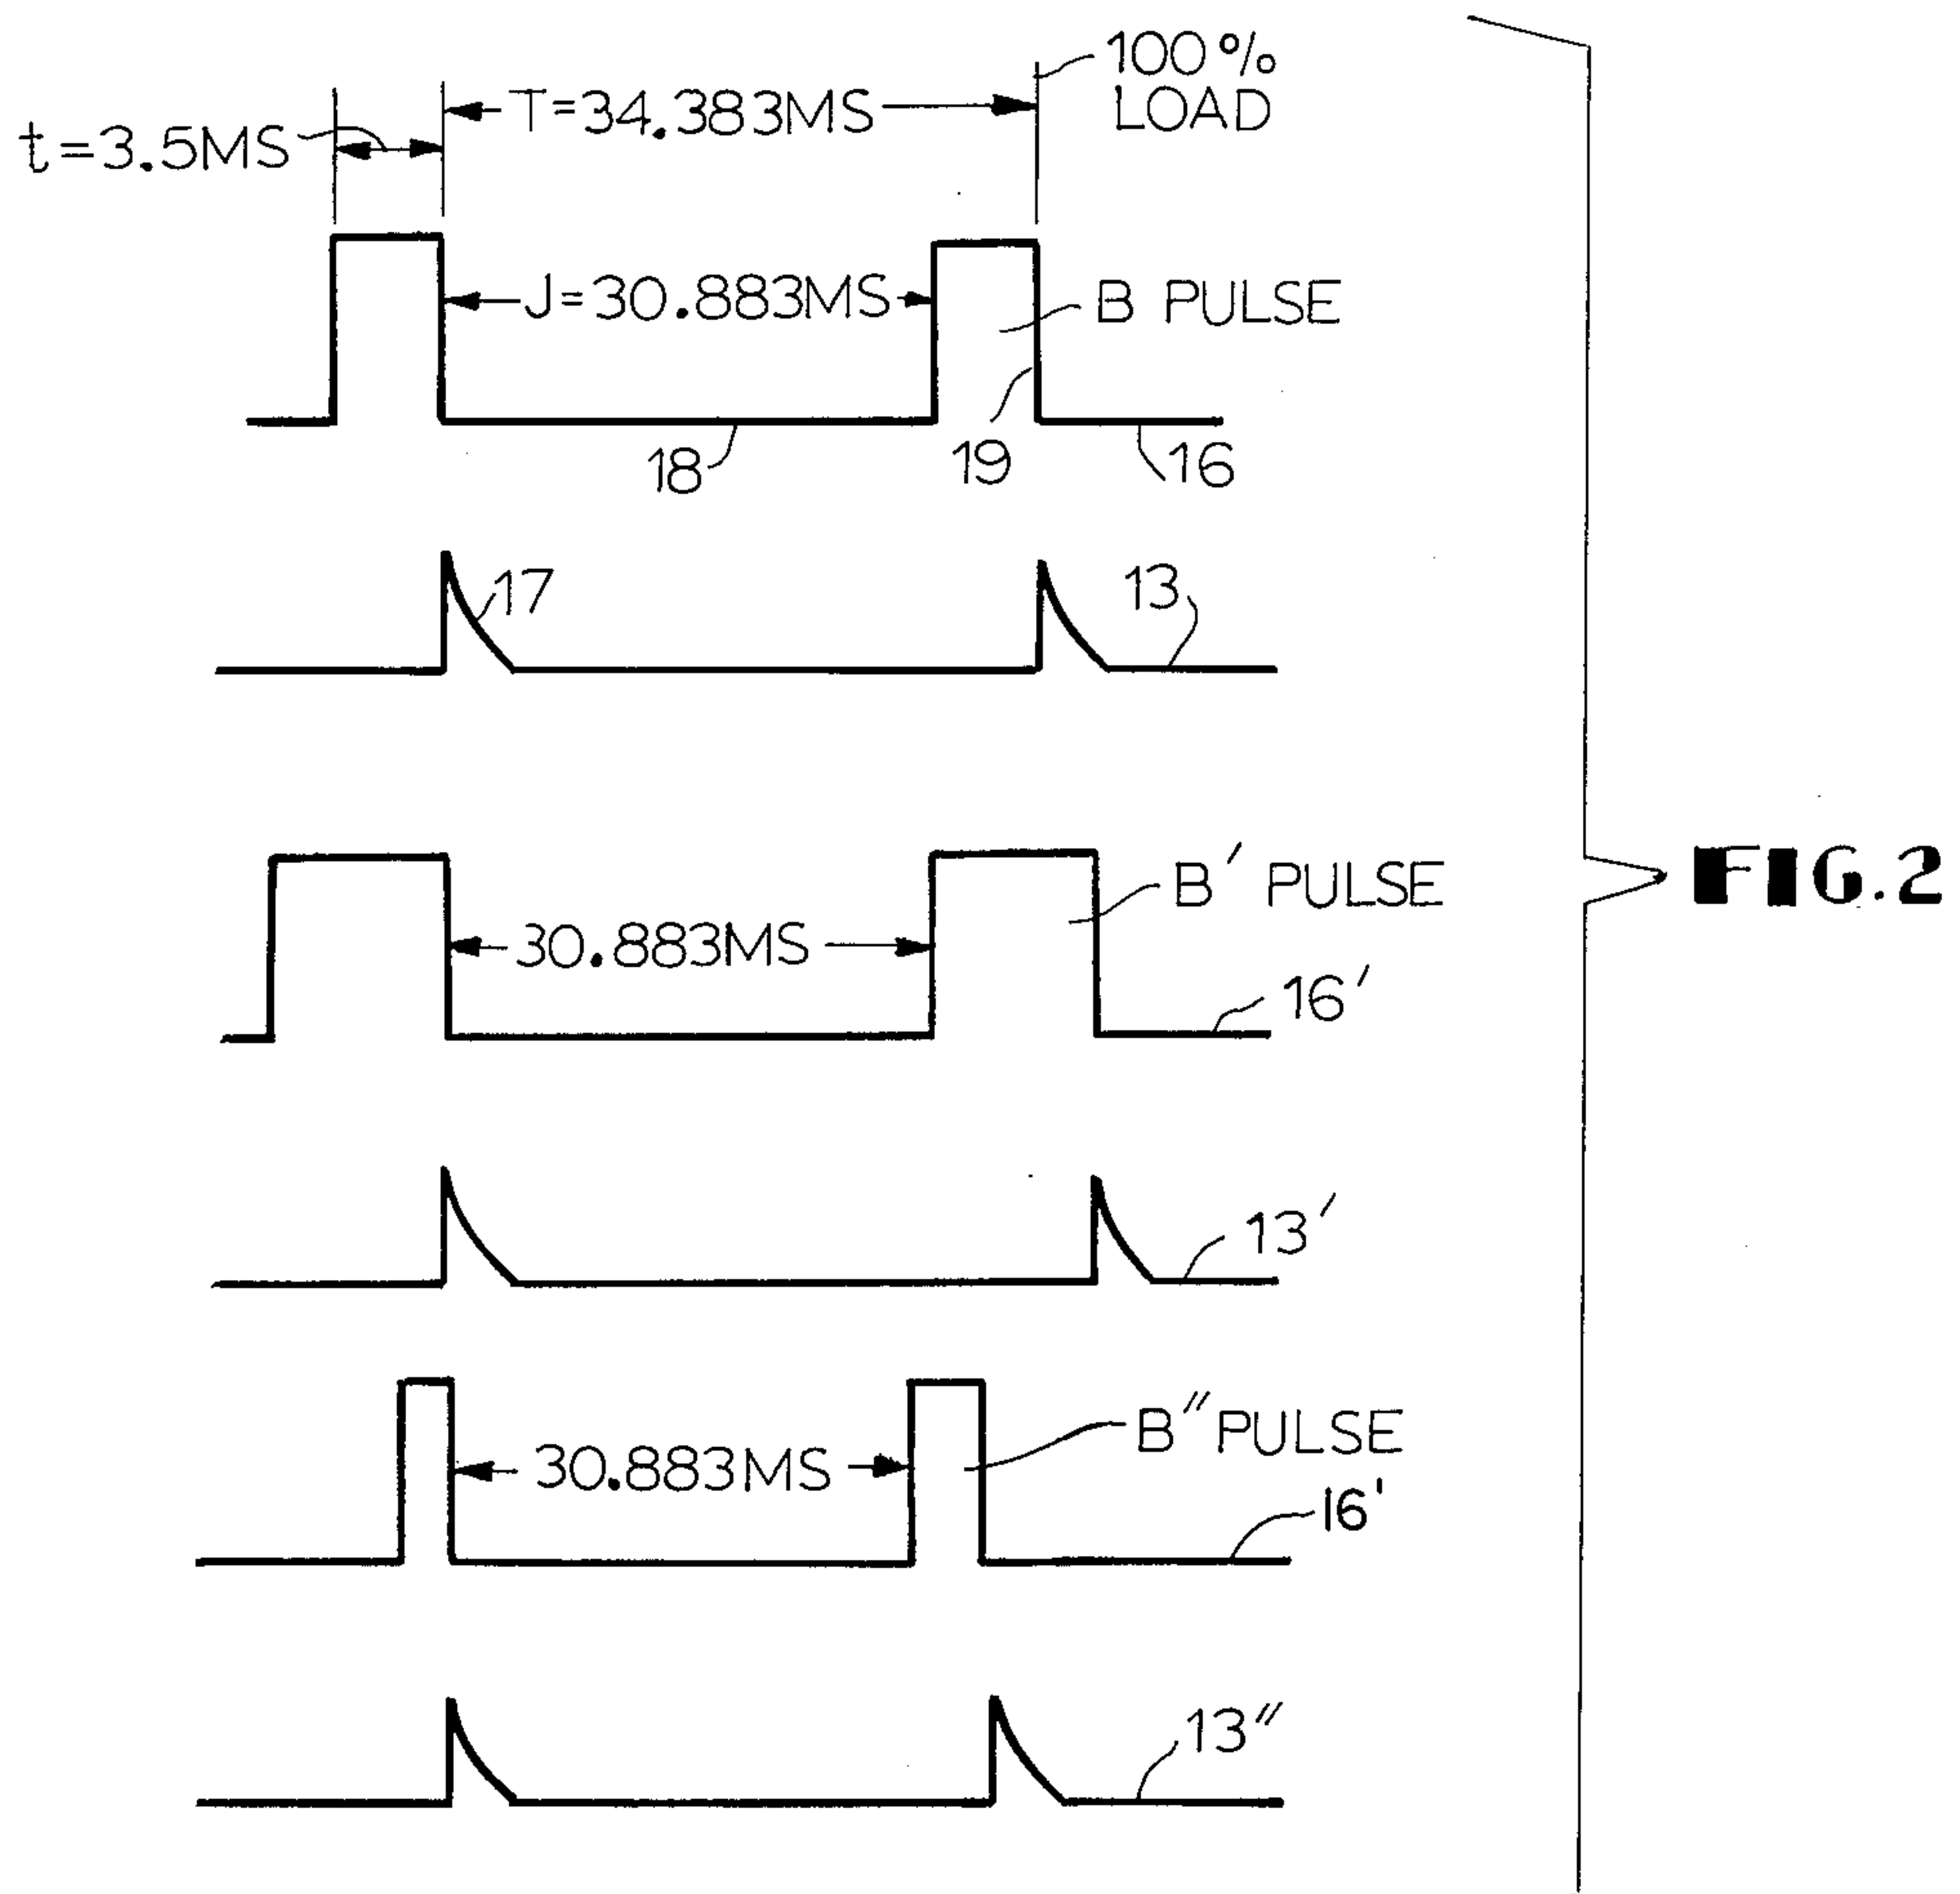 100%
LOAD
T=34.383MS
t=3.5MS
J=30.883MS
B PULSE
18
19
16
17
13
B' PULSE
FIG.2
30.883MS
16'
13'
B" PULSE
30.883MS
16'
13"